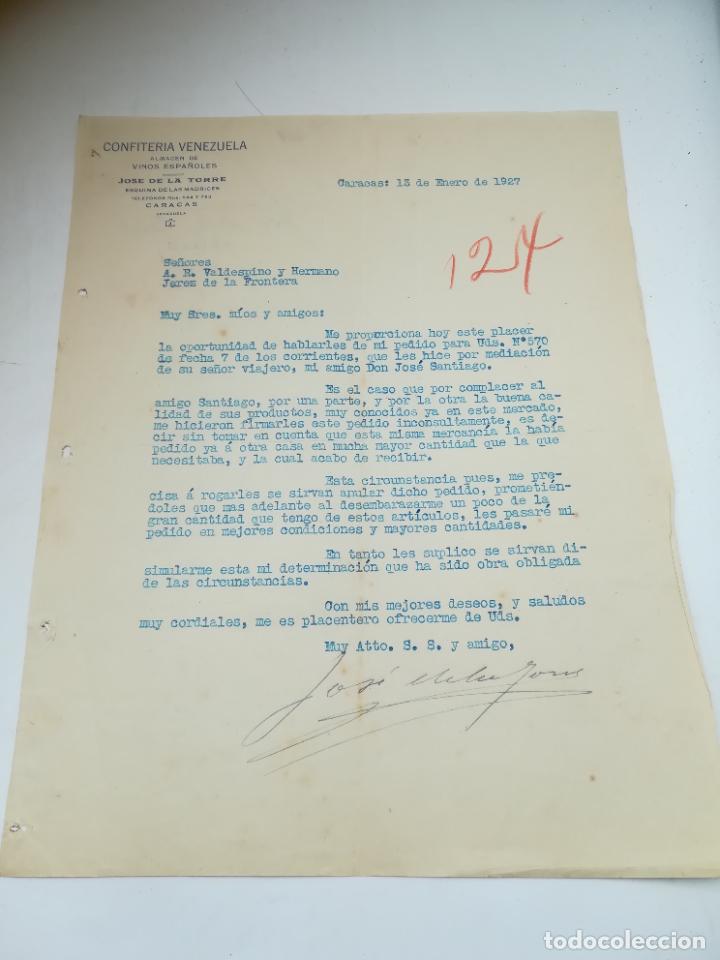 CONFITERIA VENEZUELA
ALMACEN DE
VINOS ESPAÑOLES
JOSE DE LA TORRE
ESQUINA DE LAS MADRICES
TELEFONOS
CARACAS
VENEZUELA
Caracas: 13 de Enero de 1927
124
Señores
A. R. Valdespino y Hermano
Jerez de la Frontera
Muy Sres. míos y amigos:
Me proporciona hoy este placer
la oportunidad de hablarles de mi pedido para Uds. Nº570
de fecha 7 de los corrientes, que les hice por mediación
de su señor viajero, mi amigo Don José Santiago.
Es el caso que por complacer al
amigo Santiago, por una parte, y por la otra la buena ca-
lidad de sus productos, muy conocidos ya en este mercado,
me hicieron firmarles este pedido inconsultamente, es de-
cir sin tomar en cuenta que esta misma mercancía la había
pedido ya á otra casa en mucha mayor cantidad que la que
necesitaba, y la cual acabo de recibir.
Esta circunstancia pues, me pre-
cisa á rogarles se sirvan anular dicho pedido, prometién-
doles que mas adelante al desembarazarme un poco de la
gran cantidad que tengo de estos artículos, les pasaré mi
pedido en mejores condiciones y mayores cantidades.
En tanto les suplico se sirvan di-
simularme esta mi determinación que ha sido obra obligada
de las circunstancias.
Con mis mejores deseos, y saludos
muy cordiales, me es placentero ofrecerme de Uds.
Muy Atto. S. S. y amigo,
José de la Torre
todocoleccion